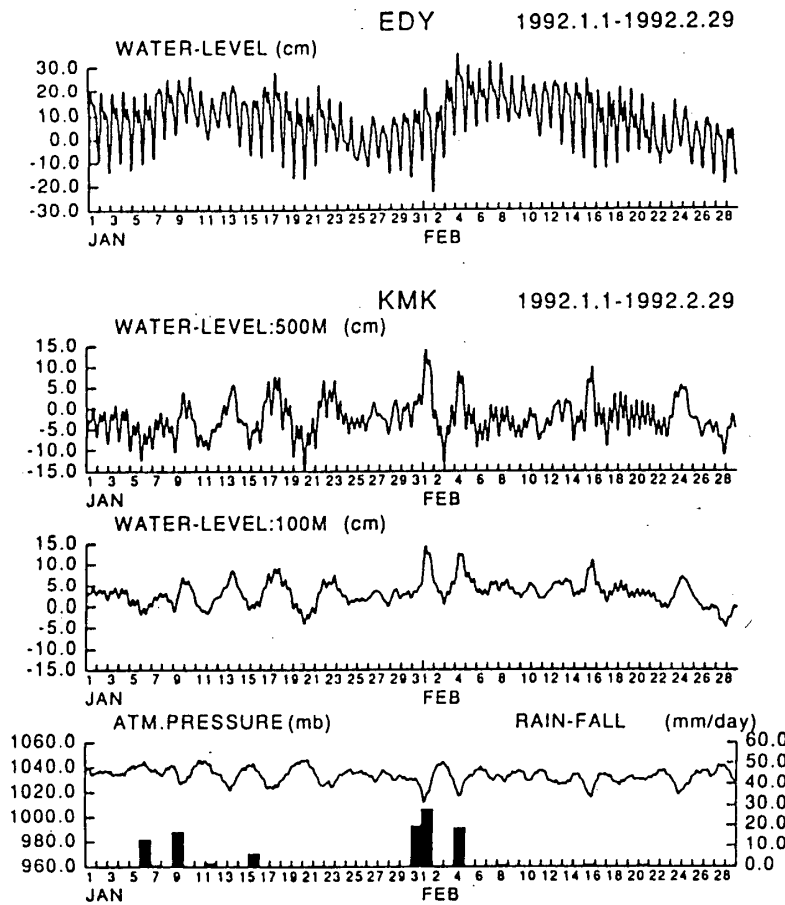 EDY 1992.1.1-1992.2.29
WATER-LEVEL (cm)
30.0
20.0
10.0
0.0
-10.0
-20.0
-30.0
1 3 5 7 9 11 13 15 17 19 21 23 25 27 29 31 2 4 6 8 10 12 14 16 18 20 22 24 26 28
JAN FEB
KMK 1992.1.1-1992.2.29
WATER-LEVEL:500M (cm)
15.0
10.0
5.0
0.0
-5.0
-10.0
-15.0
1 3 5 7 9 11 13 15 17 19 21 23 25 27 29 31 2 4 6 8 10 12 14 16 18 20 22 24 26 28
JAN FEB
WATER-LEVEL:100M (cm)
15.0
10.0
5.0
0.0
-5.0
-10.0
-15.0
1 3 5 7 9 11 13 15 17 19 21 23 25 27 29 31 2 4 6 8 10 12 14 16 18 20 22 24 26 28
JAN FEB
ATM.PRESSURE (mb) RAIN-FALL (mm/day)
1060.0 60.0
1040.0 50.0
40.0
1020.0
30.0
1000.0
20.0
980.0
10.0
960.0 0.0
1 3 5 7 9 11 13 15 17 19 21 23 25 27 29 31 2 4 6 8 10 12 14 16 18 20 22 24 26 28
JAN FEB